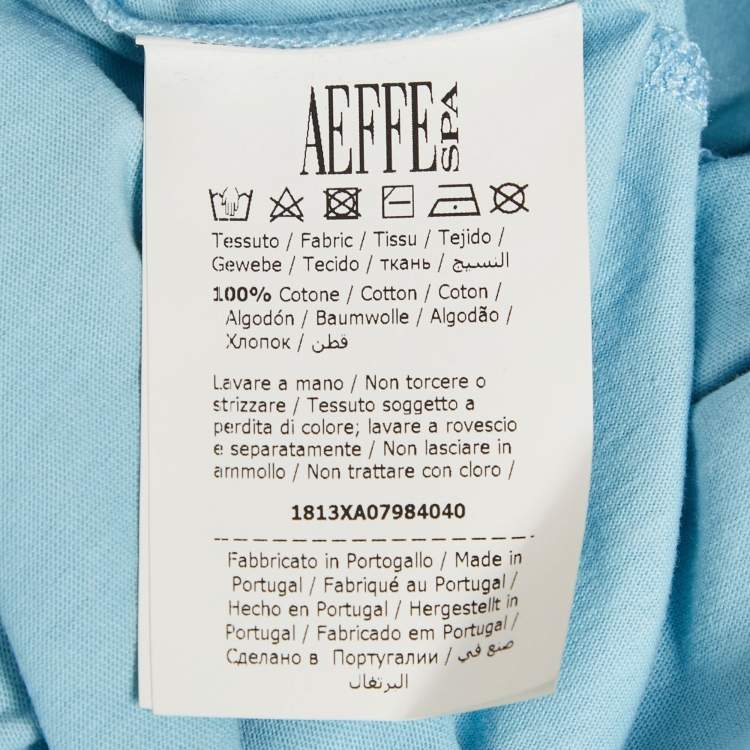 AEFFE SPA
Tessuto / Fabric / Tissu / Tejido /
Gewebe / Tecido / ткань / النسيج
100% Cotone / Cotton / Coton /
Algodón / Baumwolle / Algodão /
Хлопок / قطن
Lavare a mano / Non torcere o
strizzare / Tessuto soggetto a
perdita di colore; lavare a rovescio
e separatamente / Non lasciare in
ammollo / Non trattare con cloro /
1813XA07984040
Fabbricato in Portogallo / Made in
Portugal / Fabriqué au Portugal /
Hecho en Portugal / Hergestellt in
Portugal / Fabricado em Portugal /
Сделано в Португалии / صنع في
البرتغال